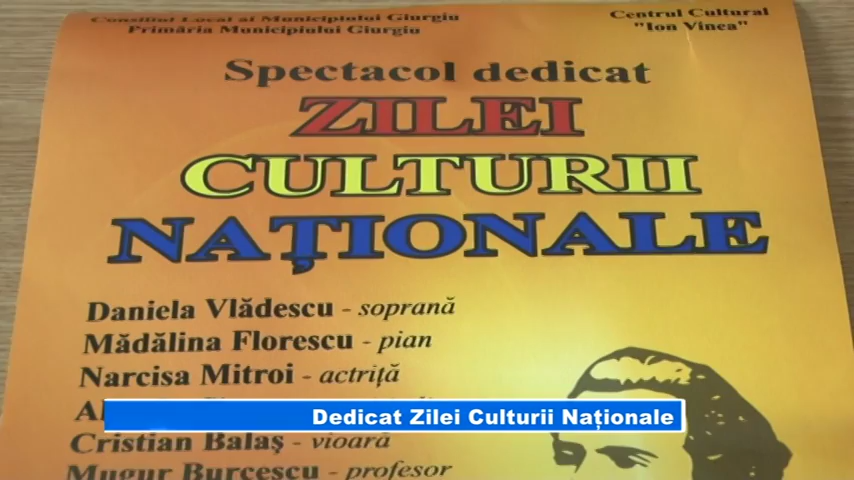 Consiliul Local al Municipiului Giurgiu
Primăria Municipiului Giurgiu
Centrul Cultural
"Ion Vinea"
Spectacol dedicat
ZILEI
CULTURII
NAȚIONALE
Daniela Vlădescu - soprană
Mădălina Florescu - pian
Narcisa Mitroi - actriță
Dedicat Zilei Culturii Naționale
Cristian Balaș - vioară
Mugur Burcescu - profesor